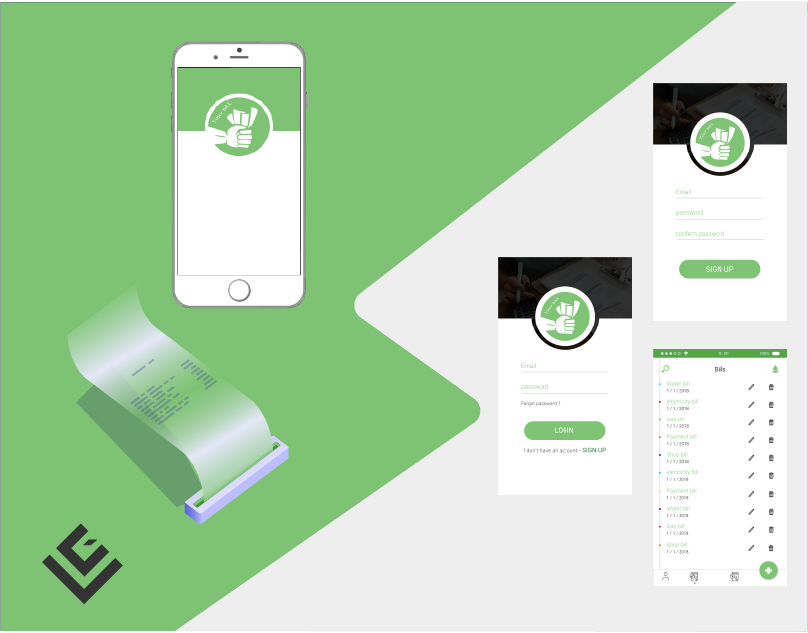 Email
password
confirm password
SIGN UP
Email
password
Forgot password ?
LOGIN
I don't have an acount - SIGN UP
100%
Bills
Water bill
1 / 1 / 2018
electricity bill
1 / 1 / 2018
Gas bill
1 / 1 / 2018
Payment bill
1 / 1 / 2018
Shop bill
1 / 1 / 2018
electricity bill
1 / 1 / 2018
Payment bill
1 / 1 / 2018
Water bill
1 / 1 / 2018
Gas bill
1 / 1 / 2018
Shop bill
1 / 1 / 2018